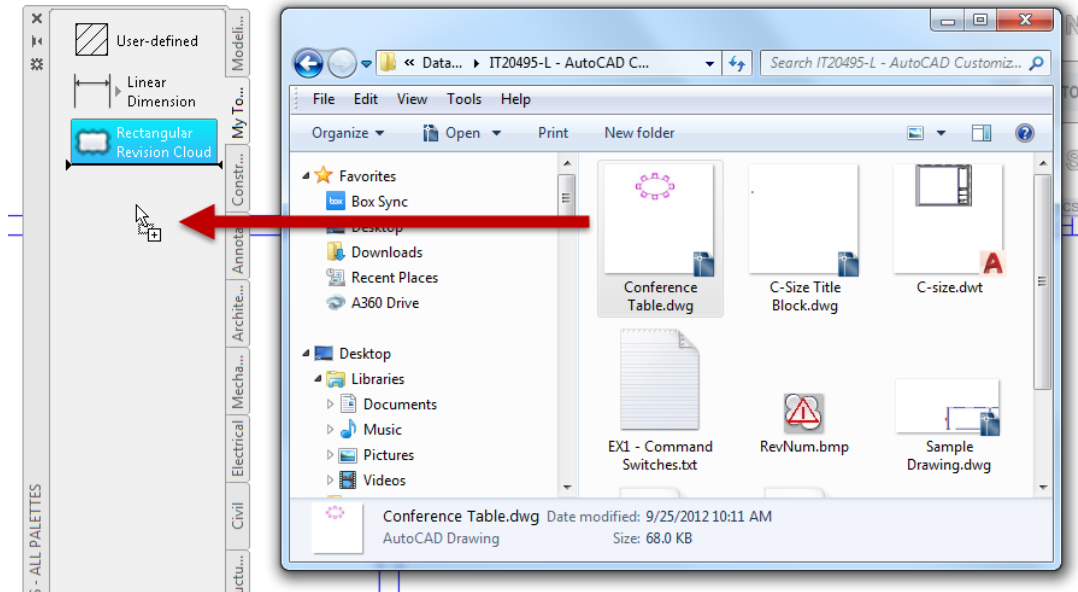 User-defined
Linear
Dimension
Rectangular
Revision Cloud
Modeli...
My To...
Constr...
Annota
Archite...
Mecha...
Electrical
Civil
uctu...
S - ALL PALETTES
« Data... ▸ IT20495-L - AutoCAD C...
Search IT20495-L - AutoCAD Customiz...
File Edit View Tools Help
Organize Open Print New folder
Favorites
box Box Sync
Desktop
Downloads
Recent Places
A360 Drive
Desktop
Libraries
Documents
Music
Pictures
Videos
Conference
Table.dwg
C-Size Title
Block.dwg
A
C-size.dwt
EX1 - Command
Switches.txt
RevNum.bmp
Sample
Drawing.dwg
Conference Table.dwg Date modified: 9/25/2012 10:11 AM
AutoCAD Drawing Size: 68.0 KB
N
TO
S
CS